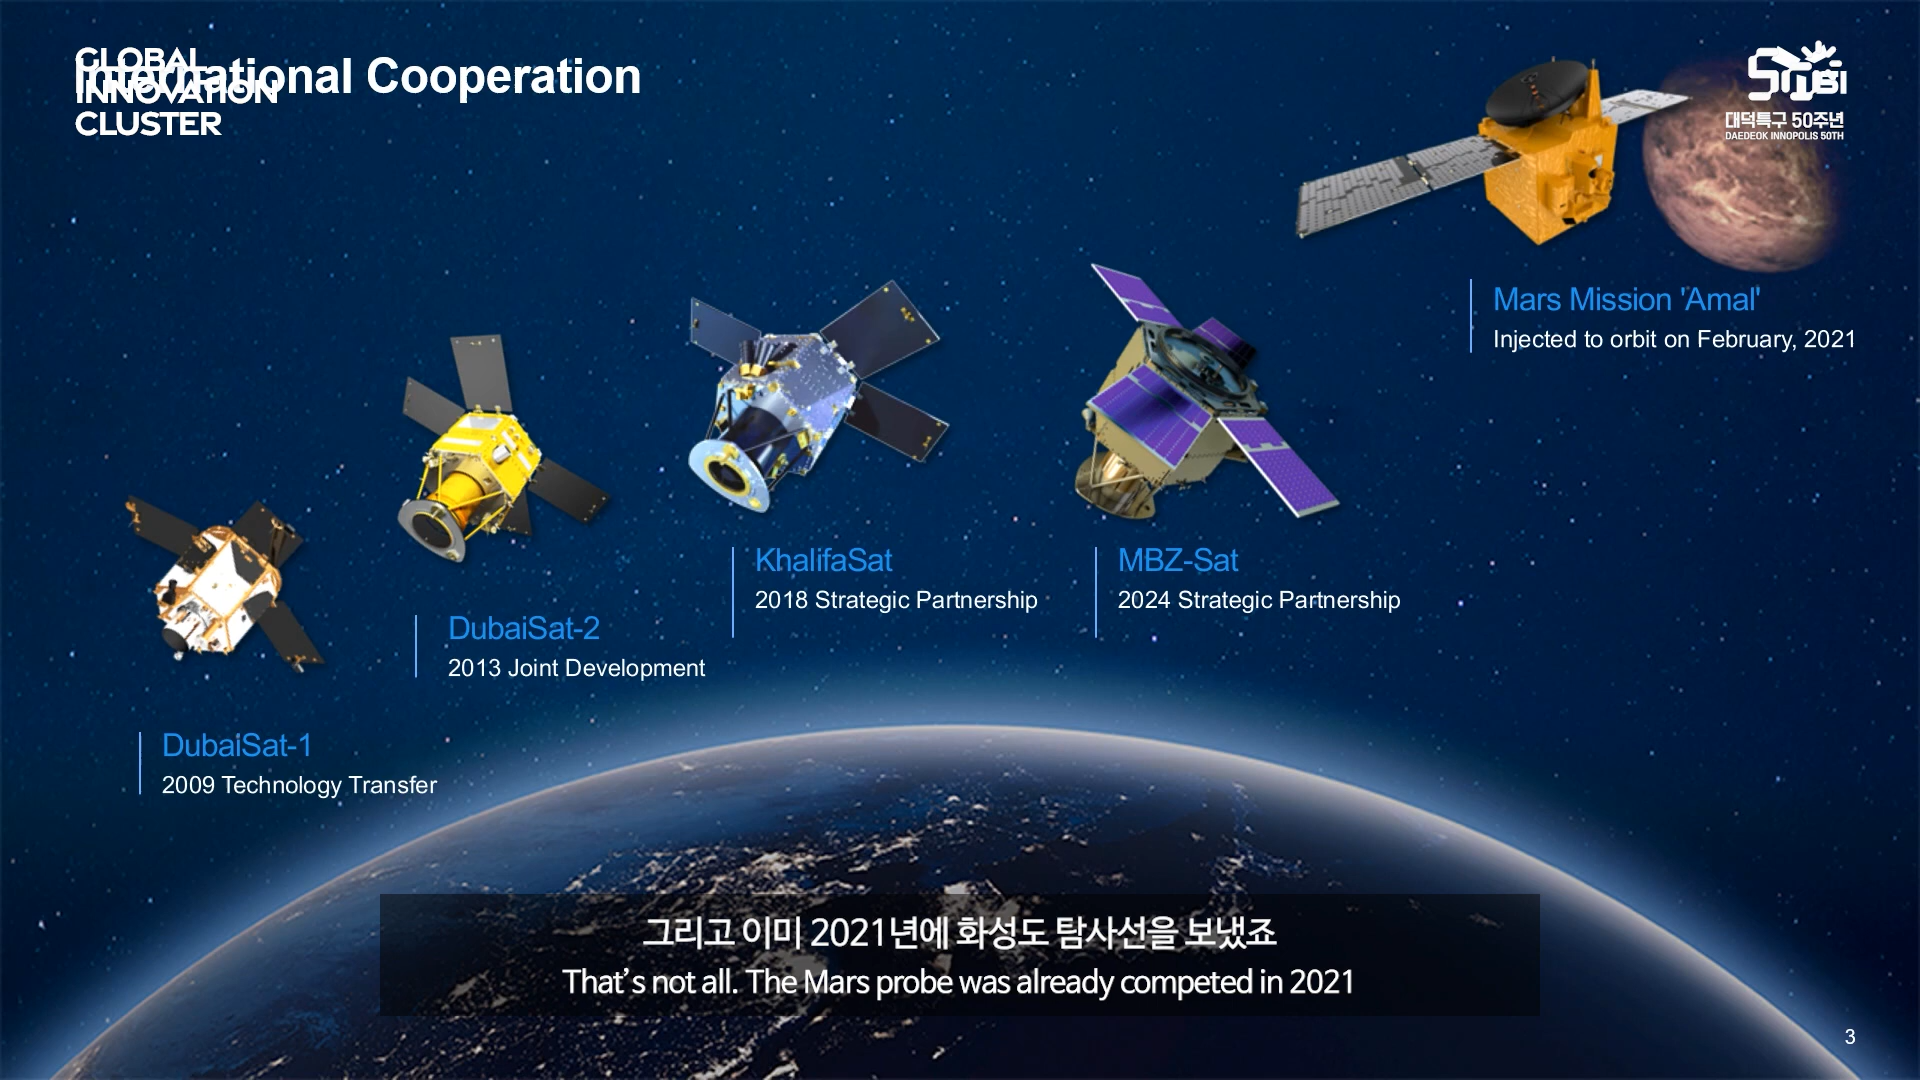 International Cooperation
GLOBAL
INNOVATION
CLUSTER
대덕특구 50주년
DAEDEOK INNOPOLIS 50TH
Mars Mission 'Amal'
Injected to orbit on February, 2021
KhalifaSat
2018 Strategic Partnership
MBZ-Sat
2024 Strategic Partnership
DubaiSat-2
2013 Joint Development
DubaiSat-1
2009 Technology Transfer
그리고 이미 2021년에 화성도 탐사선을 보냈죠
That's not all. The Mars probe was already competed in 2021
3